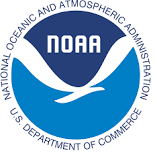 NATIONAL OCEANIC AND ATMOSPHERIC ADMINISTRATION
NOAA
U.S. DEPARTMENT OF COMMERCE